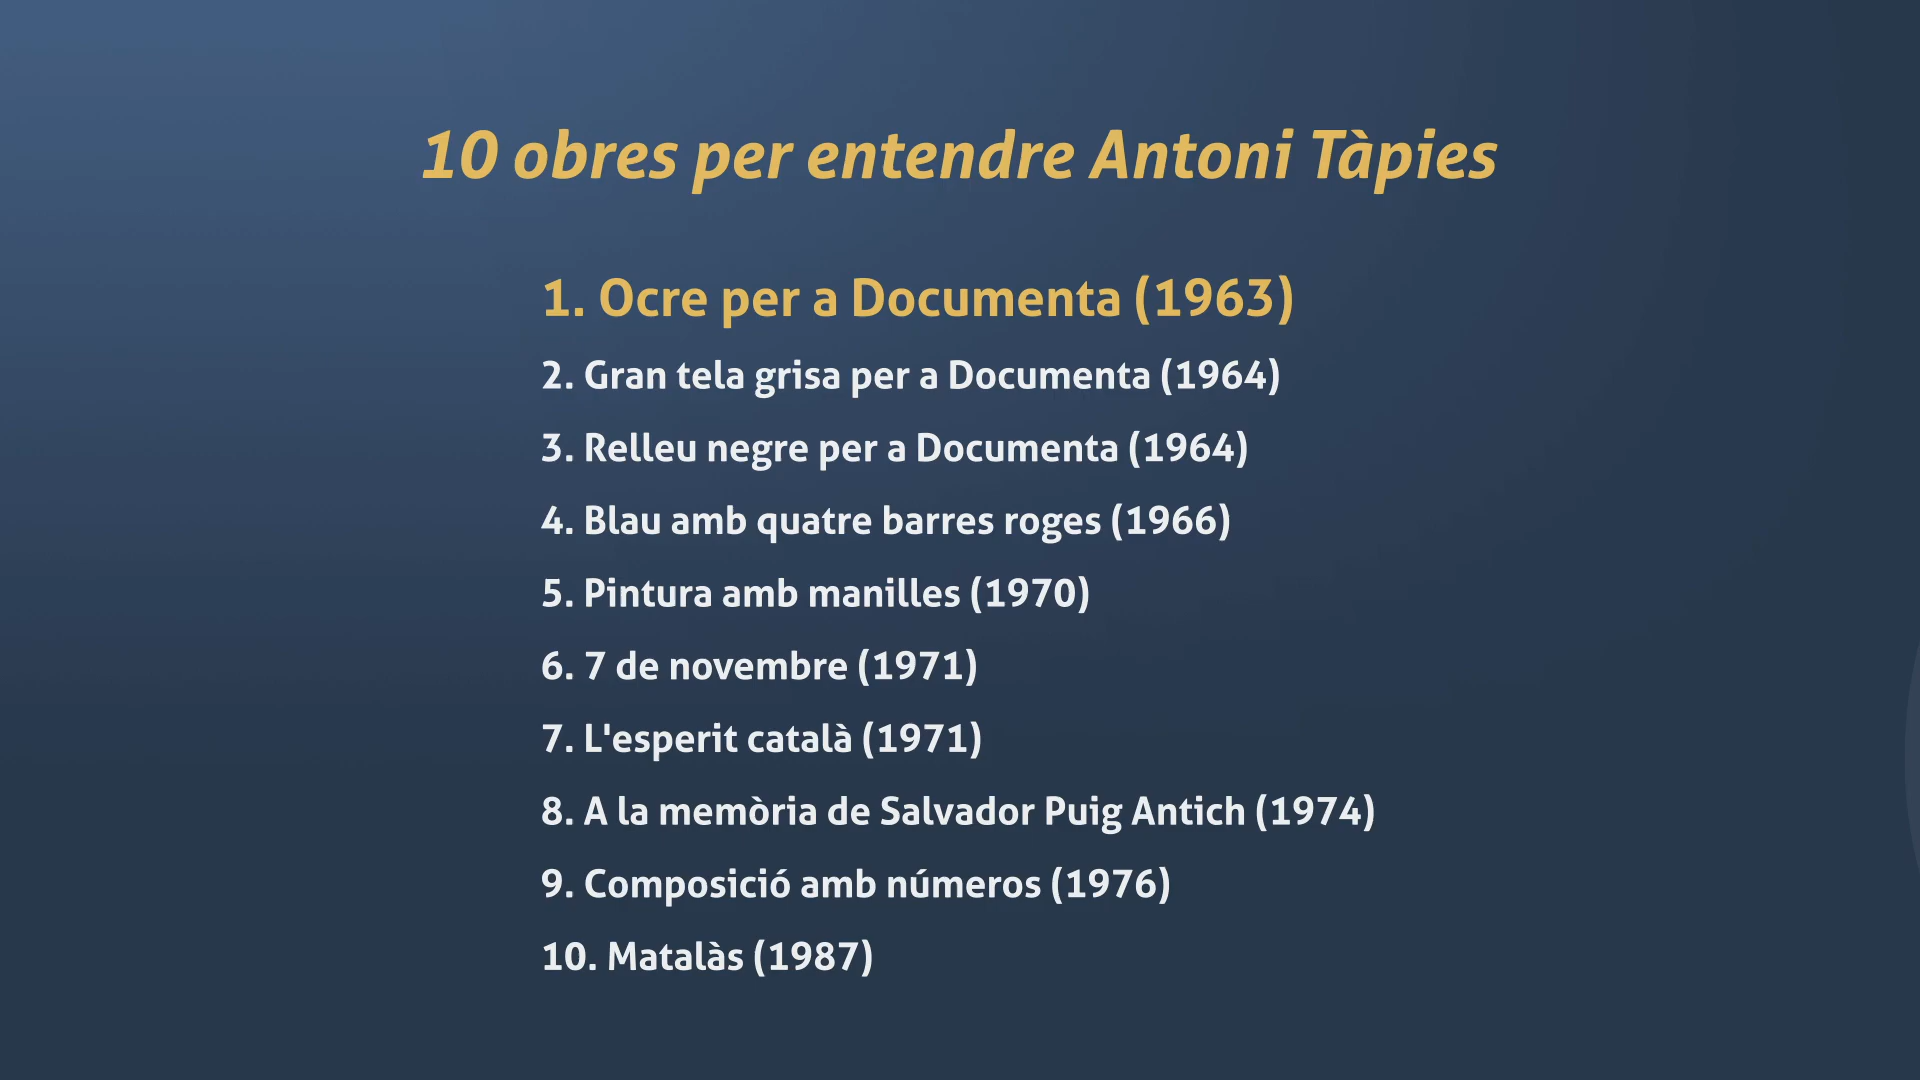 10 obres per entendre Antoni Tàpies
1. Ocre per a Documenta (1963)
2. Gran tela grisa per a Documenta (1964)
3. Relleu negre per a Documenta (1964)
4. Blau amb quatre barres roges (1966)
5. Pintura amb manilles (1970)
6. 7 de novembre (1971)
7. L'esperit català (1971)
8. A la memòria de Salvador Puig Antich (1974)
9. Composició amb números (1976)
10. Matalàs (1987)